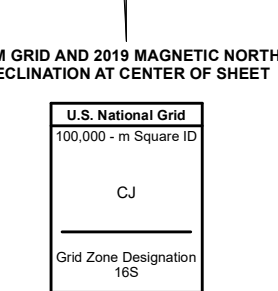 M GRID AND 2019 MAGNETIC NORTH
ECLINATION AT CENTER OF SHEET
U.S. National Grid
100,000 - m Square ID
CJ
Grid Zone Designation
16S